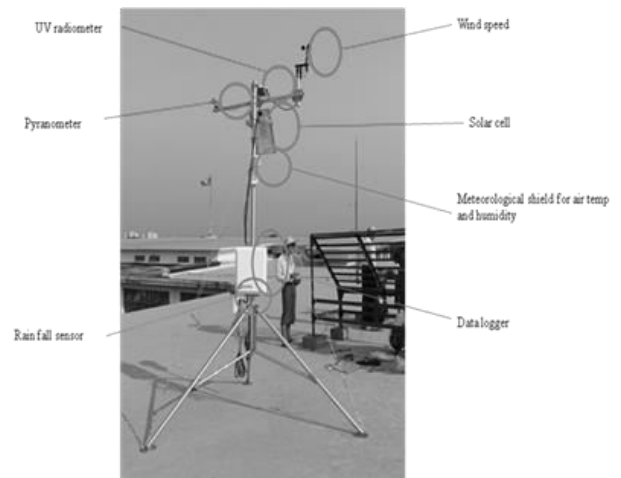 UV radiometer
Wind speed
Pyranometer
Solar cell
Meteorological shield for air temp
and humidity
Rain fall sensor
Data logger